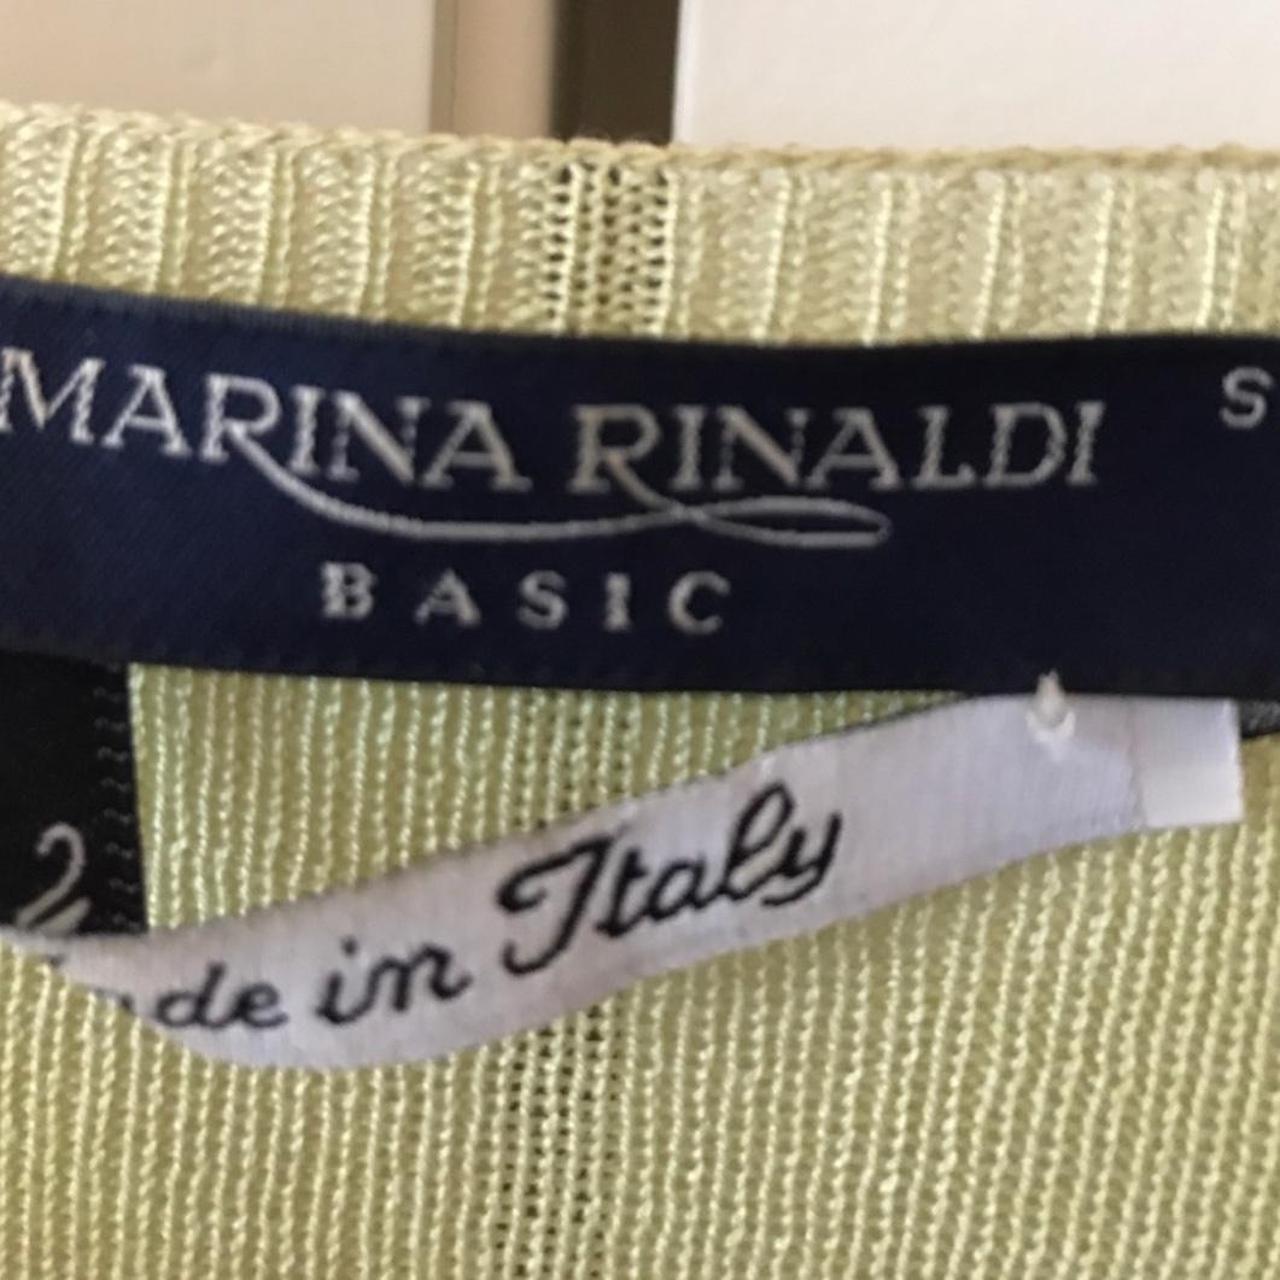 MARINA RINALDI S
BASIC
de in Italy